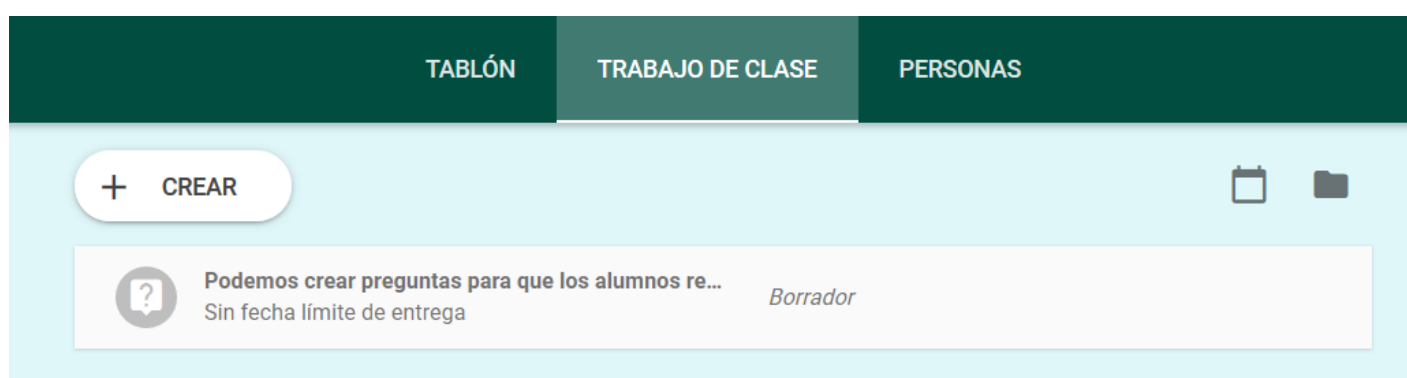 TABLÓN TRABAJO DE CLASE PERSONAS
+ CREAR
Podemos crear preguntas para que los alumnos re...
Sin fecha límite de entrega
Borrador